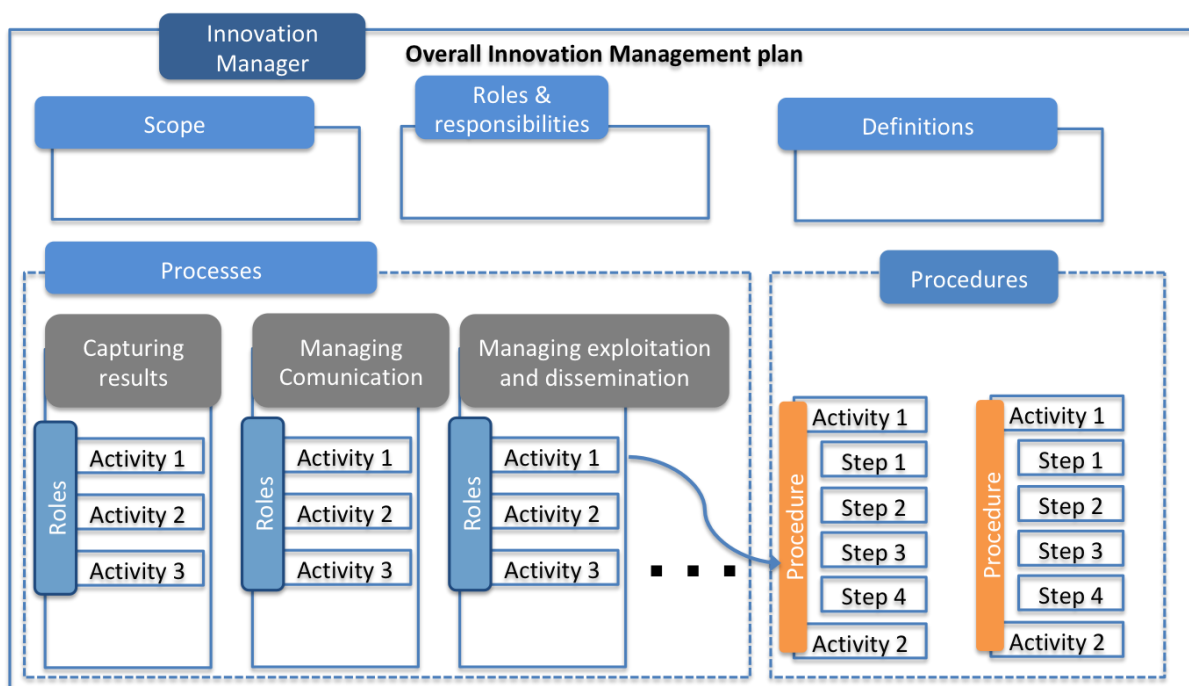 Innovation
Manager
Overall Innovation Management plan
Scope
Roles &
responsibilities
Definitions
Processes
Procedures
Capturing
results
Managing
Comunication
Managing exploitation
and dissemination
Roles
Activity 1
Activity 2
Activity 3
Roles
Activity 1
Activity 2
Activity 3
Roles
Activity 1
Activity 2
Activity 3
. . .
Procedure
Activity 1
Step 1
Step 2
Step 3
Step 4
Activity 2
Procedure
Activity 1
Step 1
Step 2
Step 3
Step 4
Activity 2